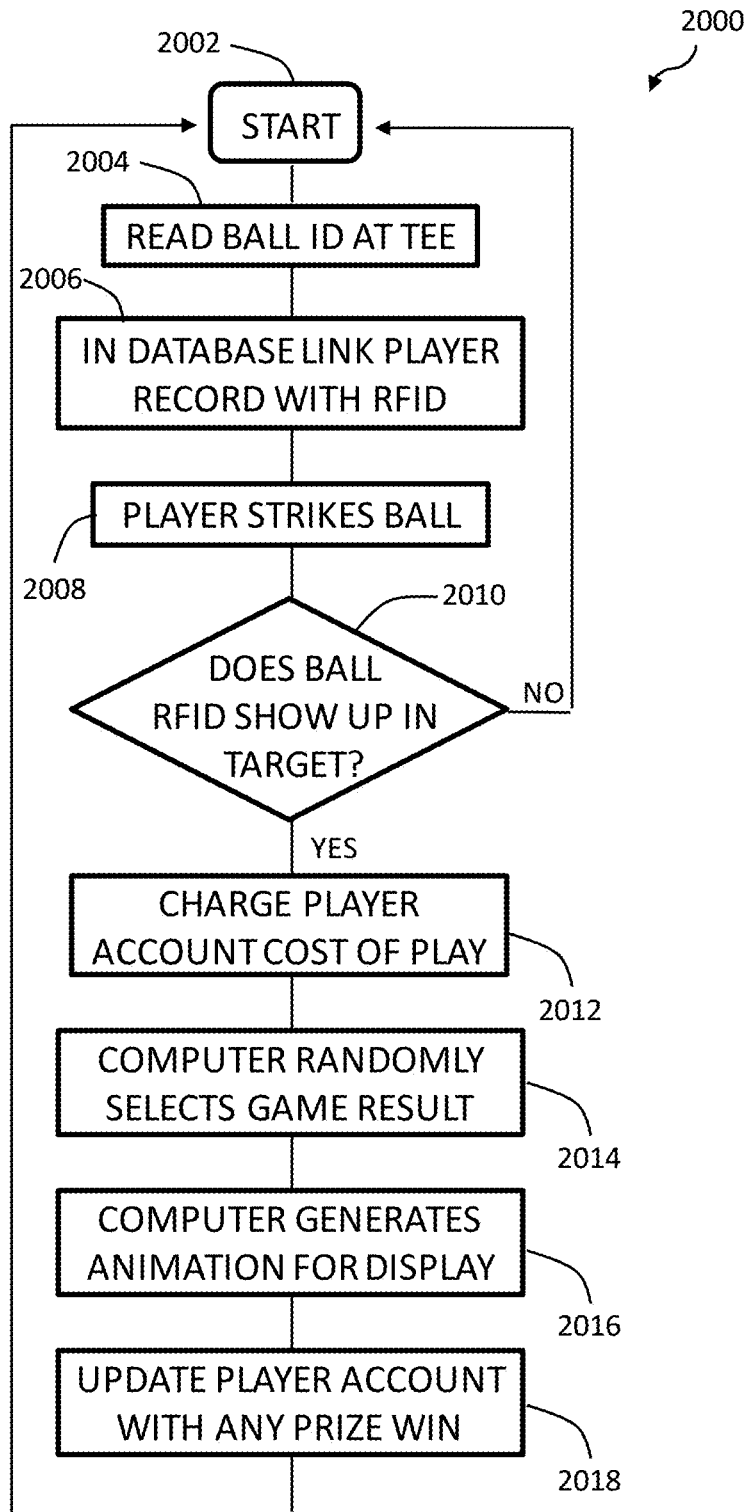 2000
2002
START
2004
READ BALL ID AT TEE
2006
IN DATABASE LINK PLAYER
RECORD WITH RFID
PLAYER STRIKES BALL
2008
2010
DOES BALL
RFID SHOW UP IN
TARGET?
NO
YES
CHARGE PLAYER
ACCOUNT COST OF PLAY
2012
COMPUTER RANDOMLY
SELECTS GAME RESULT
2014
COMPUTER GENERATES
ANIMATION FOR DISPLAY
2016
UPDATE PLAYER ACCOUNT
WITH ANY PRIZE WIN
2018